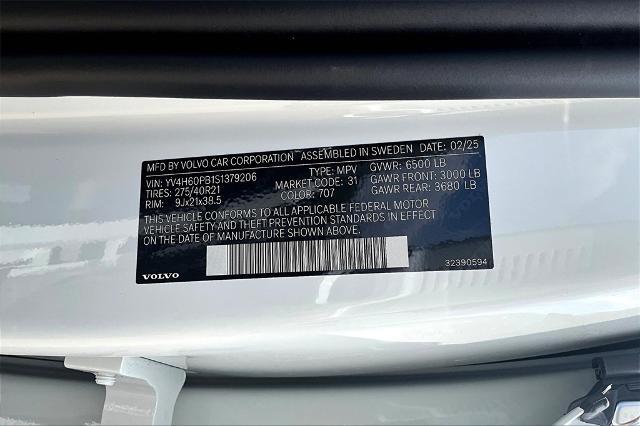 MFD BY VOLVO CAR CORPORATION ASSEMBLED IN SWEDEN DATE: 02/25
VIN: YV4H60PB1S1379206 TYPE: MPV GVWR: 6500 LB
TIRES: 275/40R21 MARKET CODE: 31 GAWR FRONT: 3000 LB
RIM: 9Jx21x38.5 COLOR: 707 GAWR REAR: 3680 LB
THIS VEHICLE CONFORMS TO ALL APPLICABLE FEDERAL MOTOR
VEHICLE SAFETY AND THEFT PREVENTION STANDARDS IN EFFECT
ON THE DATE OF MANUFACTURE SHOWN ABOVE.
VOLVO 32390594